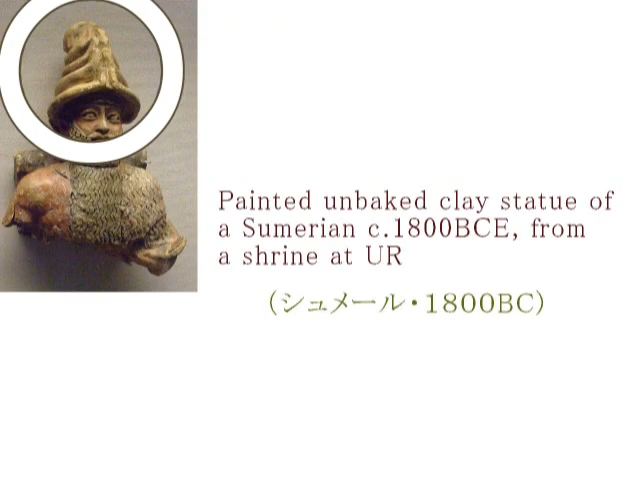 Painted unbaked clay statue of
a Sumerian c.1800BCE, from
a shrine at UR
(シュメール・1800BC)